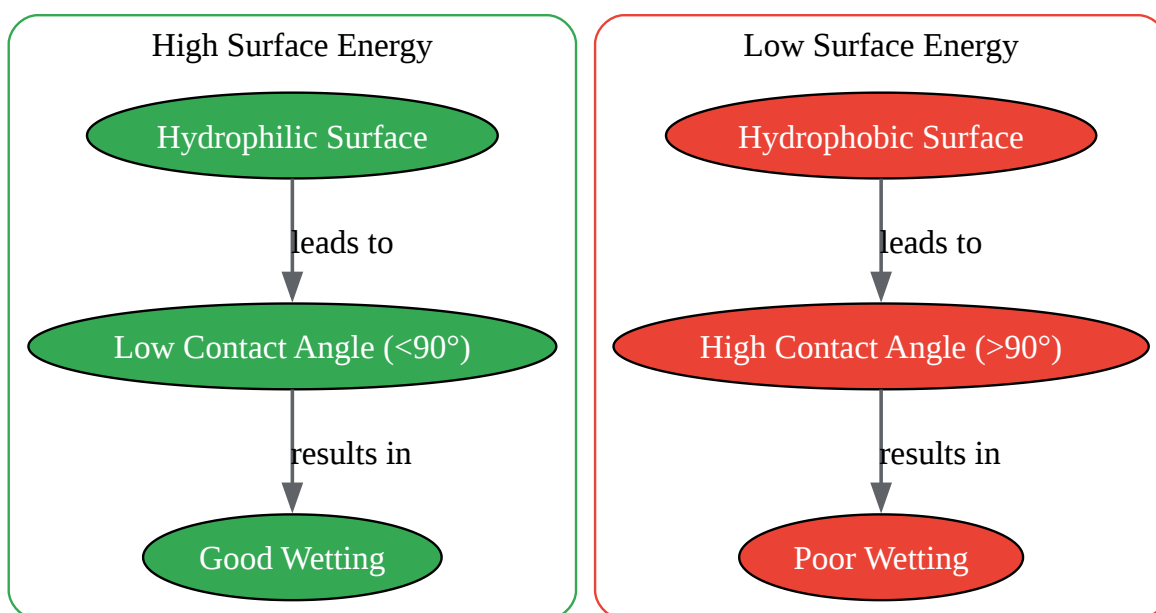 High Surface Energy
Hydrophilic Surface
leads to
Low Contact Angle (<90°)
results in
Good Wetting
Low Surface Energy
Hydrophobic Surface
leads to
High Contact Angle (>90°)
results in
Poor Wetting